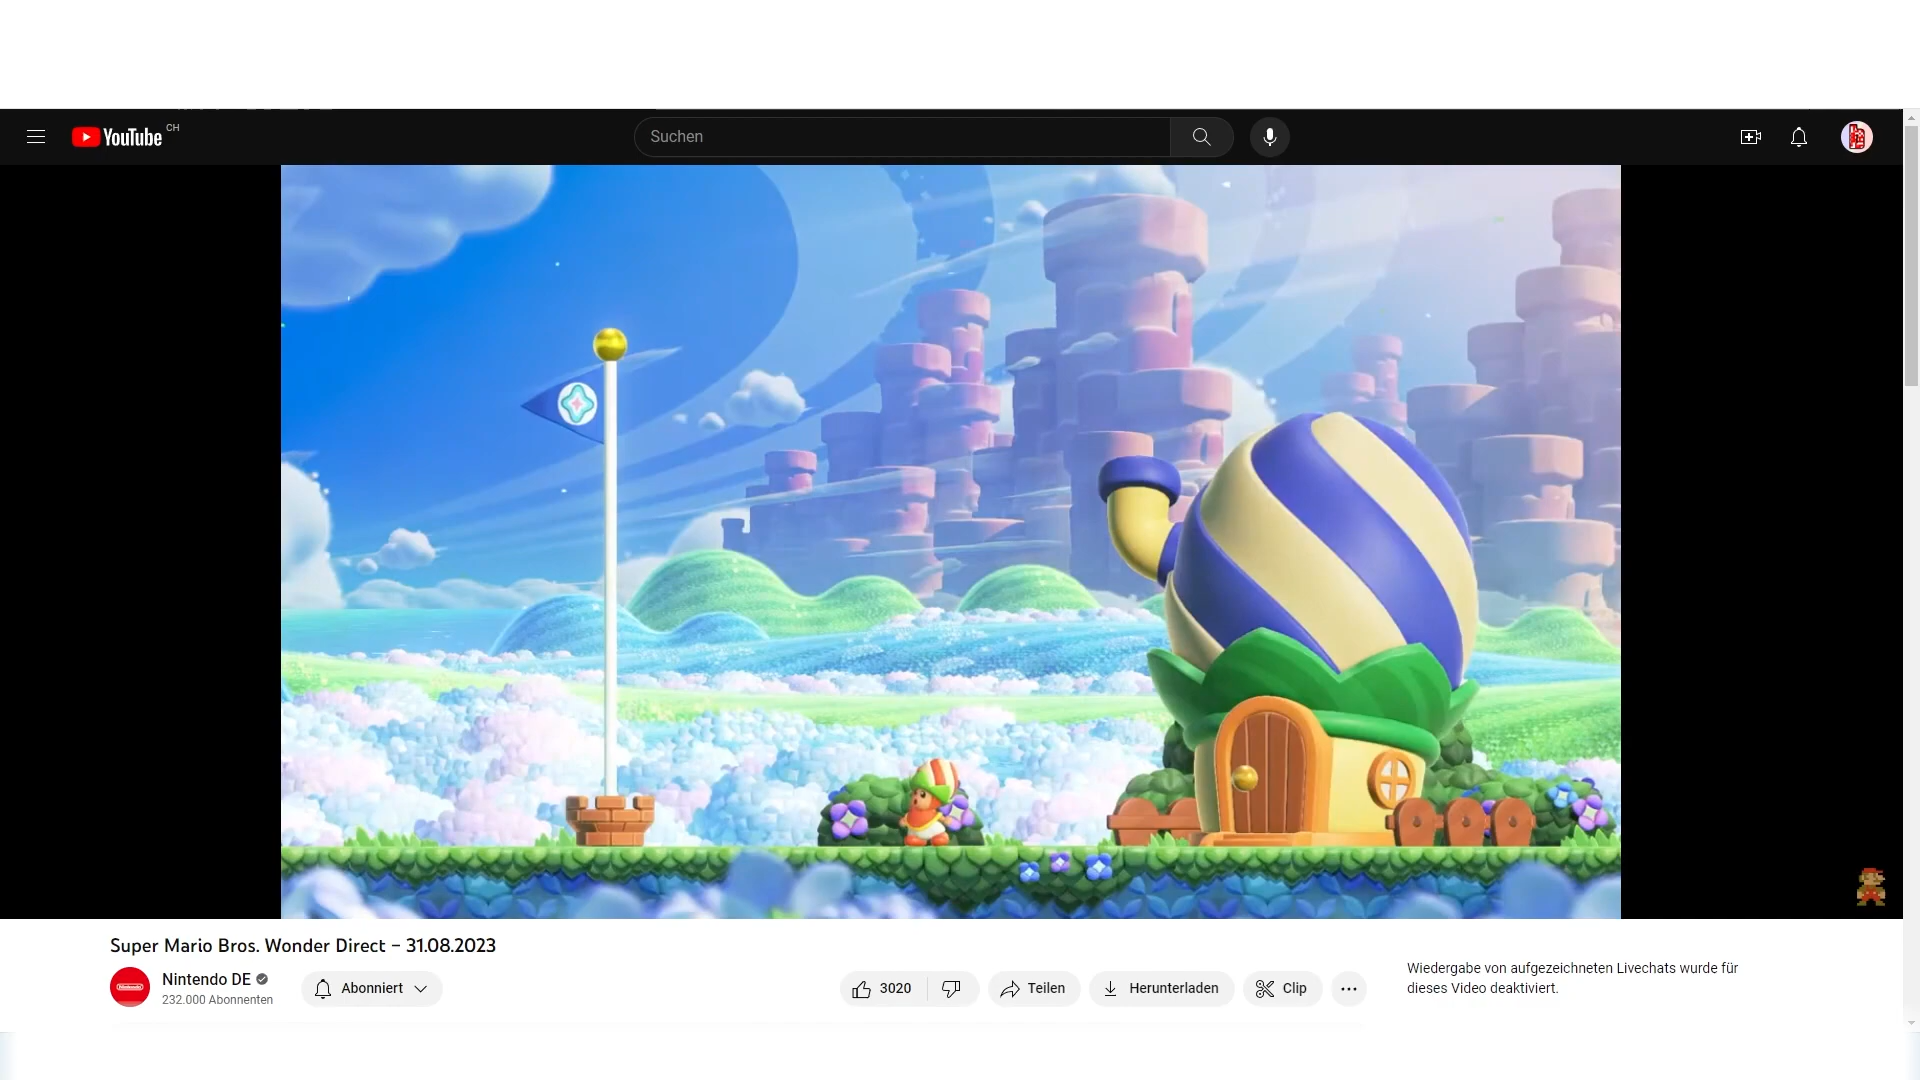 YouTube CH
Suchen
Super Mario Bros. Wonder Direct – 31.08.2023
Nintendo DE
232.000 Abonnenten
Abonniert
3020
Teilen
Herunterladen
Clip
Wiedergabe von aufgezeichneten Livechats wurde für
dieses Video deaktiviert.